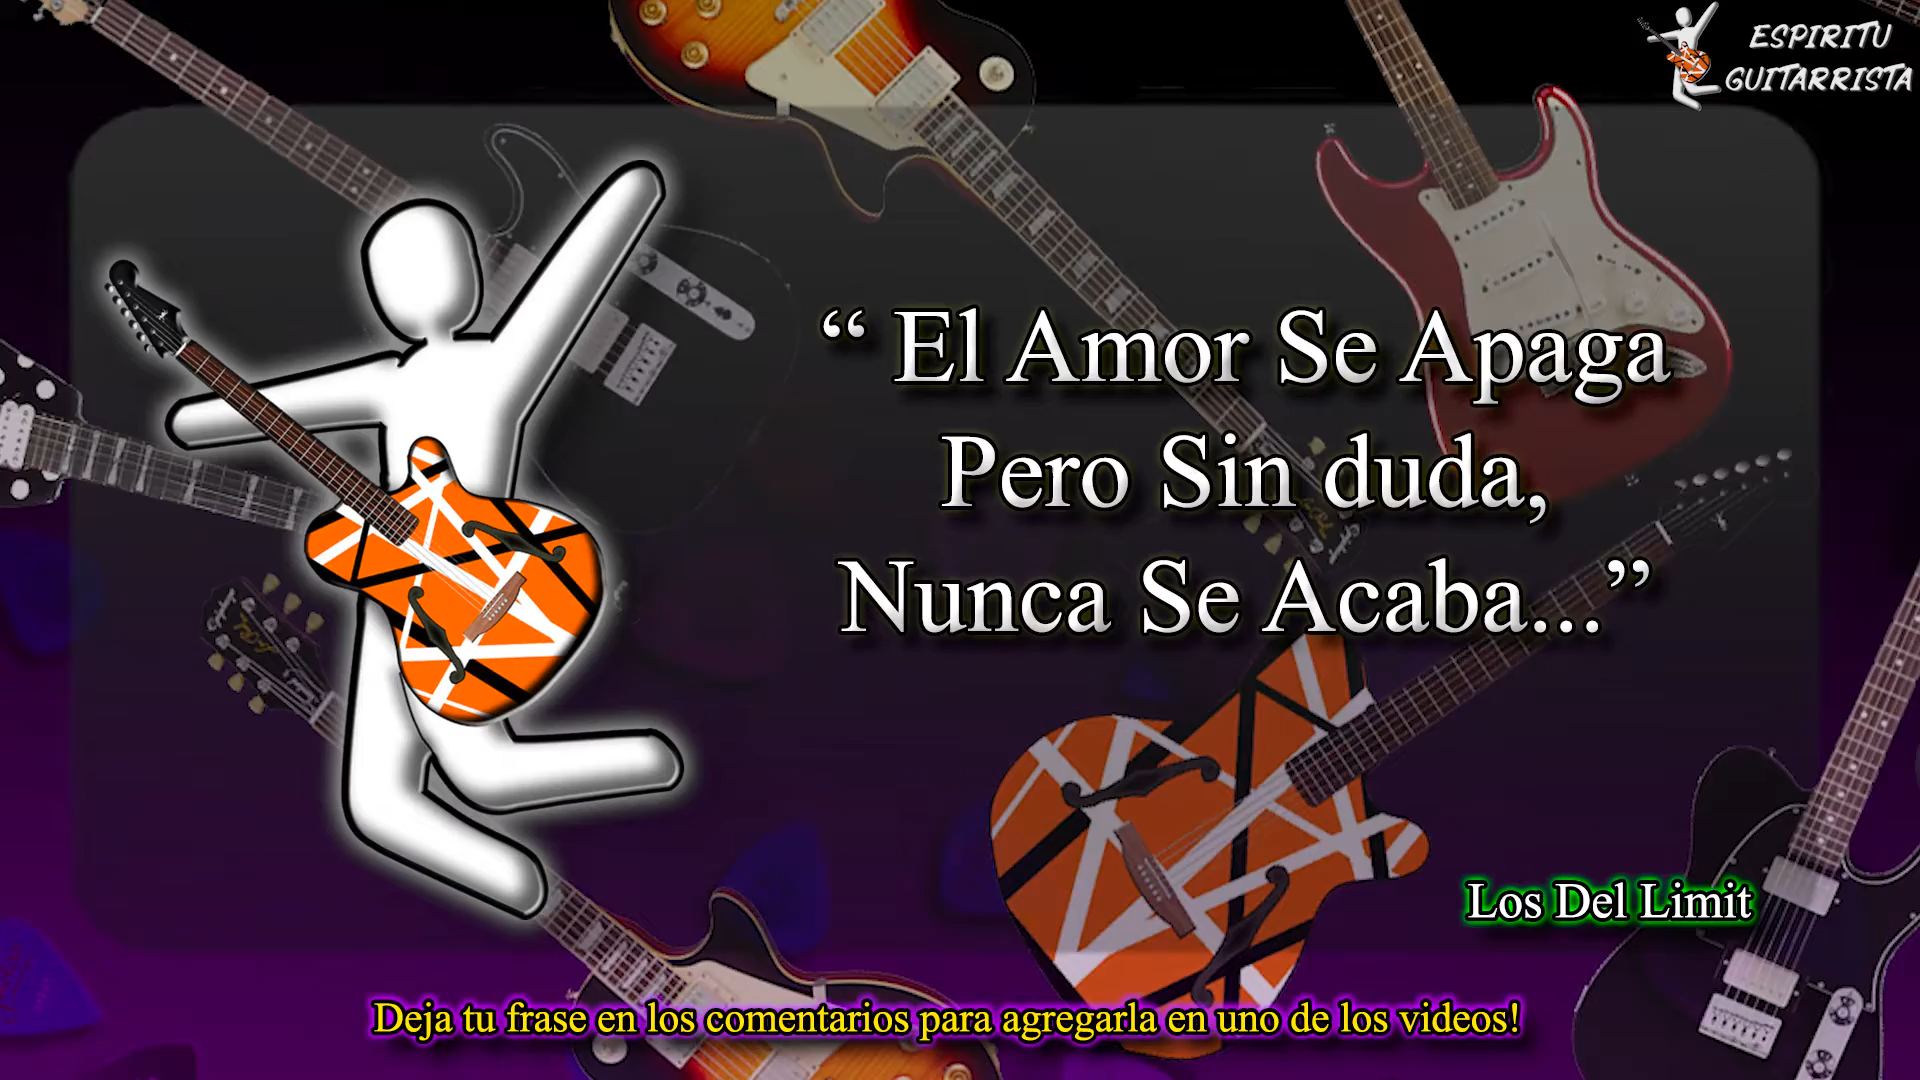 ESPIRITU
GUITARRISTA
“ El Amor Se Apaga
Pero Sin duda,
Nunca Se Acaba...”
Los Del Limit
Deja tu frase en los comentarios para agregarla en uno de los videos!